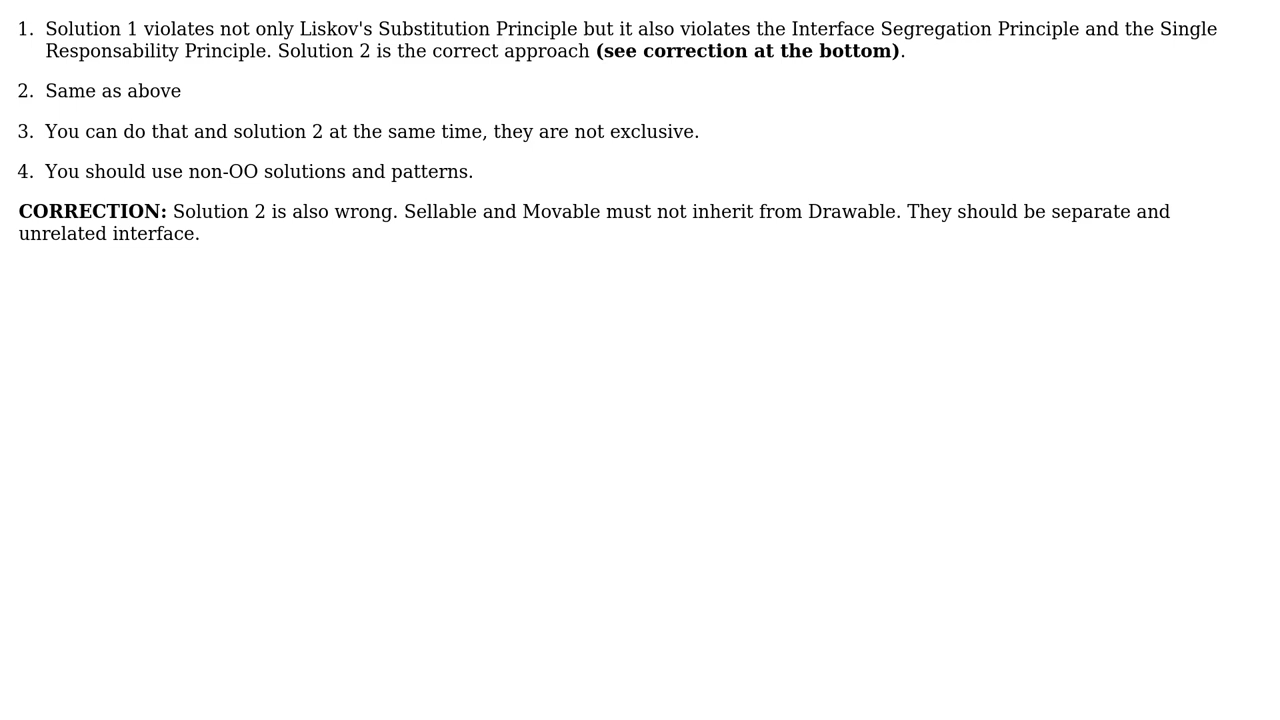 1. Solution 1 violates not only Liskov's Substitution Principle but it also violates the Interface Segregation Principle and the Single
Responsability Principle. Solution 2 is the correct approach (see correction at the bottom).
2. Same as above
3. You can do that and solution 2 at the same time, they are not exclusive.
4. You should use non-OO solutions and patterns.
CORRECTION: Solution 2 is also wrong. Sellable and Movable must not inherit from Drawable. They should be separate and
unrelated interface.